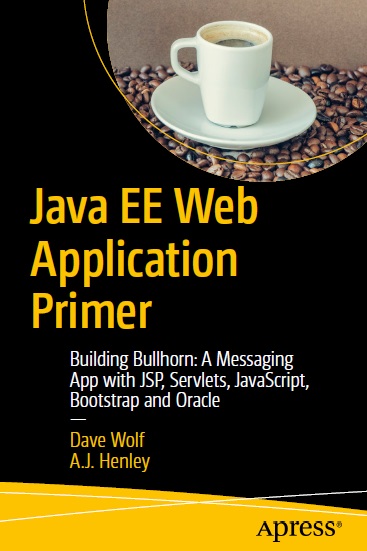 Java EE Web
Application
Primer
Building Bullhorn: A Messaging
App with JSP, Servlets, JavaScript,
Bootstrap and Oracle
—
Dave Wolf
A.J. Henley
Apress®